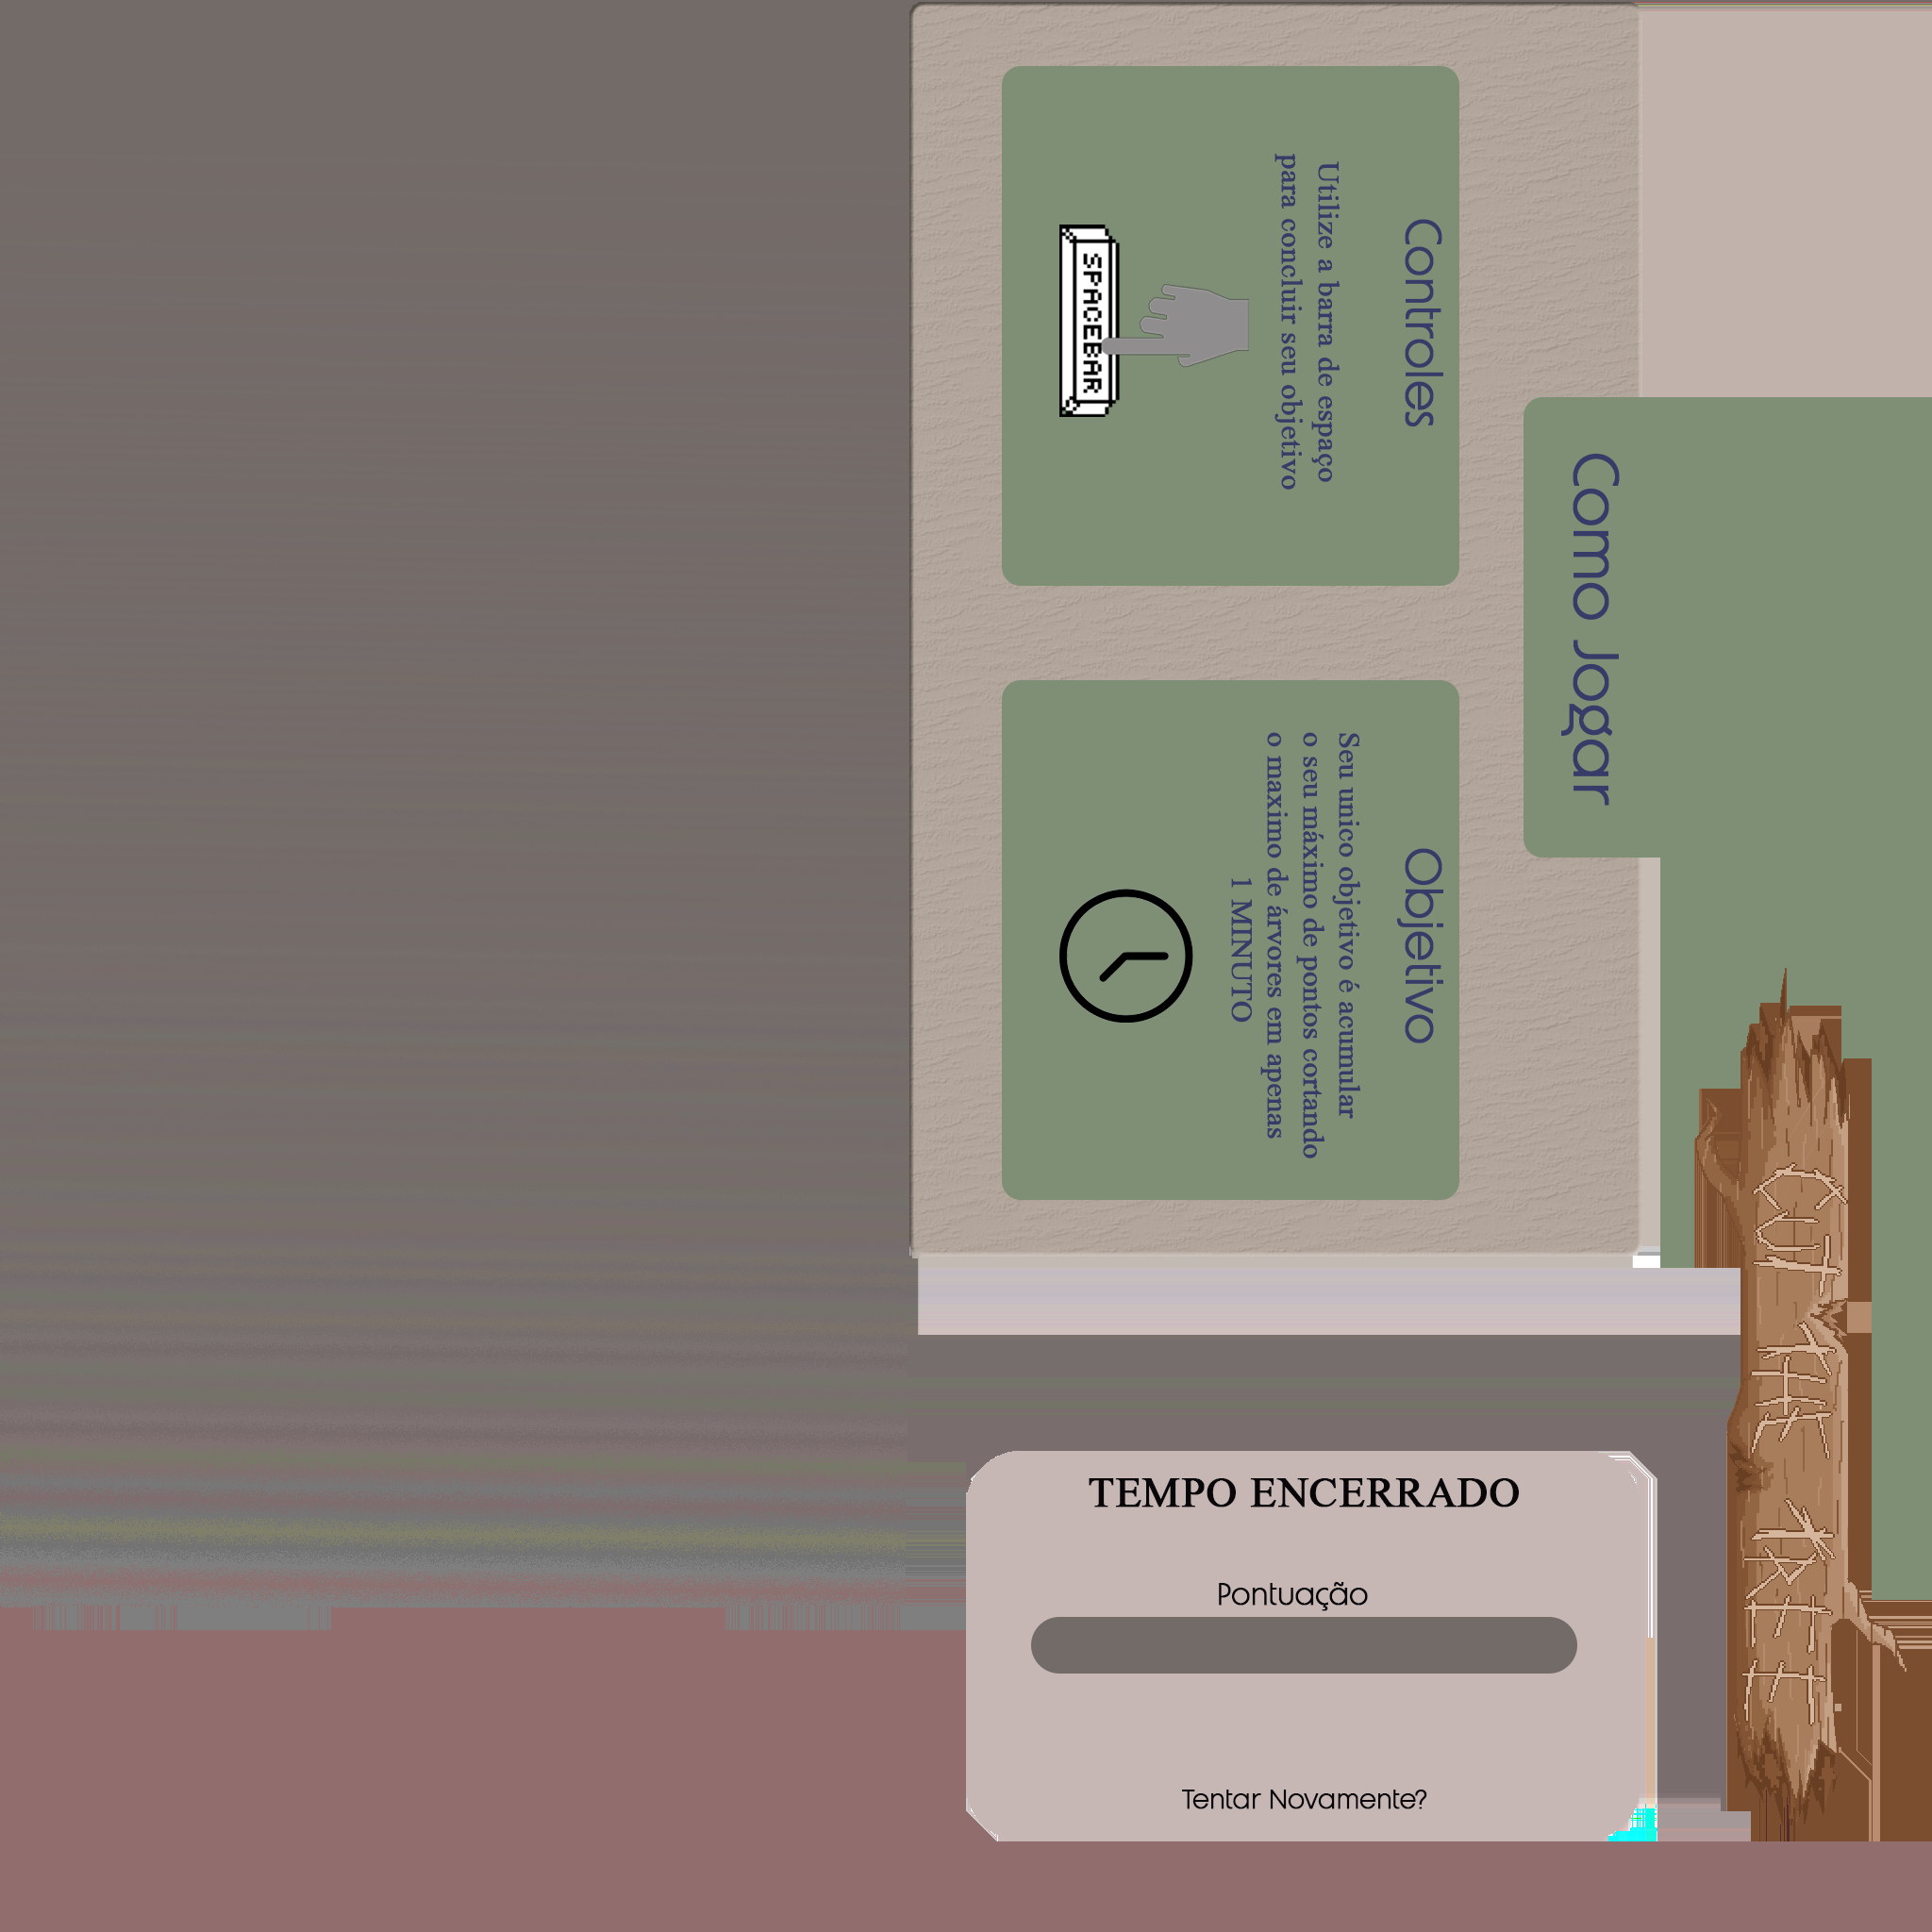 Como Jogar
Controles
Utilize a barra de espaço
para concluir seu objetivo
SPACEBAR
Objetivo
Seu unico objetivo é acumular
o seu máximo de pontos cortando
o maximo de árvores em apenas
1 MINUTO
CUT THE TREE
TEMPO ENCERRADO
Pontuação
Tentar Novamente?